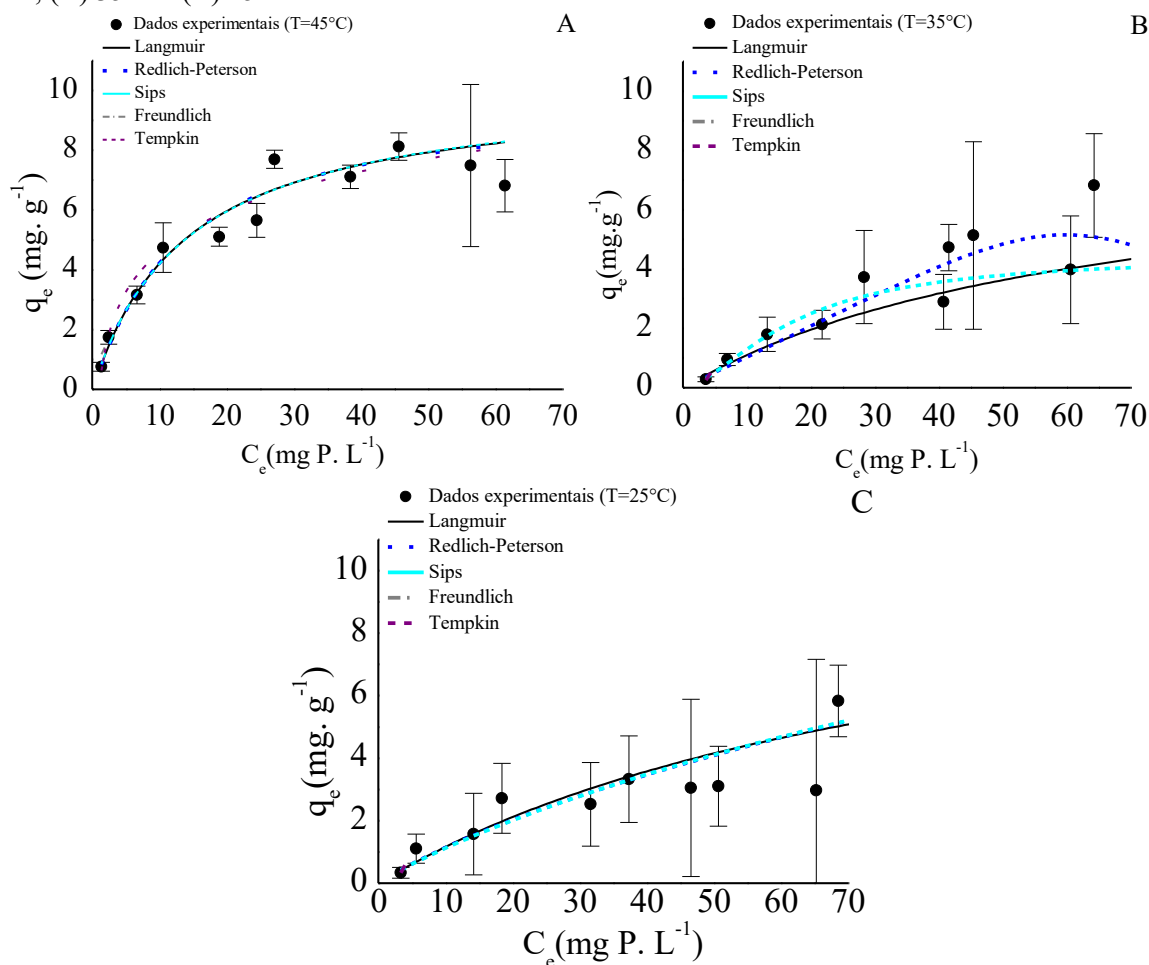 Dados experimentais (T=45°C)
Langmuir
Redlich-Peterson
Sips
Freundlich
Tempkin
A
q_e (mg. g^-1)
10
8
6
4
2
0
0 10 20 30 40 50 60 70
C_e(mg P. L^-1)
Dados experimentais (T=35°C)
Langmuir
Redlich-Peterson
Sips
Freundlich
Tempkin
B
q_e(mg.g^-1)
10
8
6
4
2
0
0 10 20 30 40 50 60 70
C_e(mg P. L^-1)
Dados experimentais (T=25°C)
Langmuir
Redlich-Peterson
Sips
Freundlich
Tempkin
C
q_e(mg. g^-1)
10
8
6
4
2
0
0 10 20 30 40 50 60 70
C_e(mg P. L^-1)